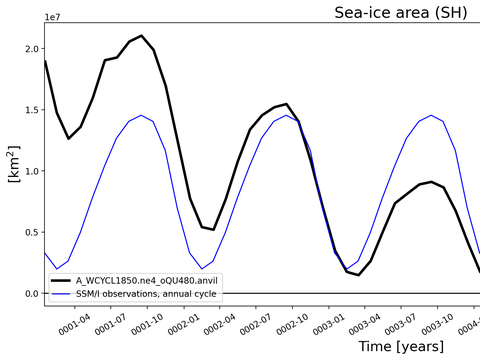 Sea-ice area (SH)
1e7
2.0
1.5
1.0
0.5
0.0
[km2]
A_WCYCL1850.ne4_oQU480.anvil
SSM/I observations, annual cycle
0001-04 0001-07 0001-10 0002-01 0002-04 0002-07 0002-10 0003-01 0003-04 0003-07 0003-10
Time [years]